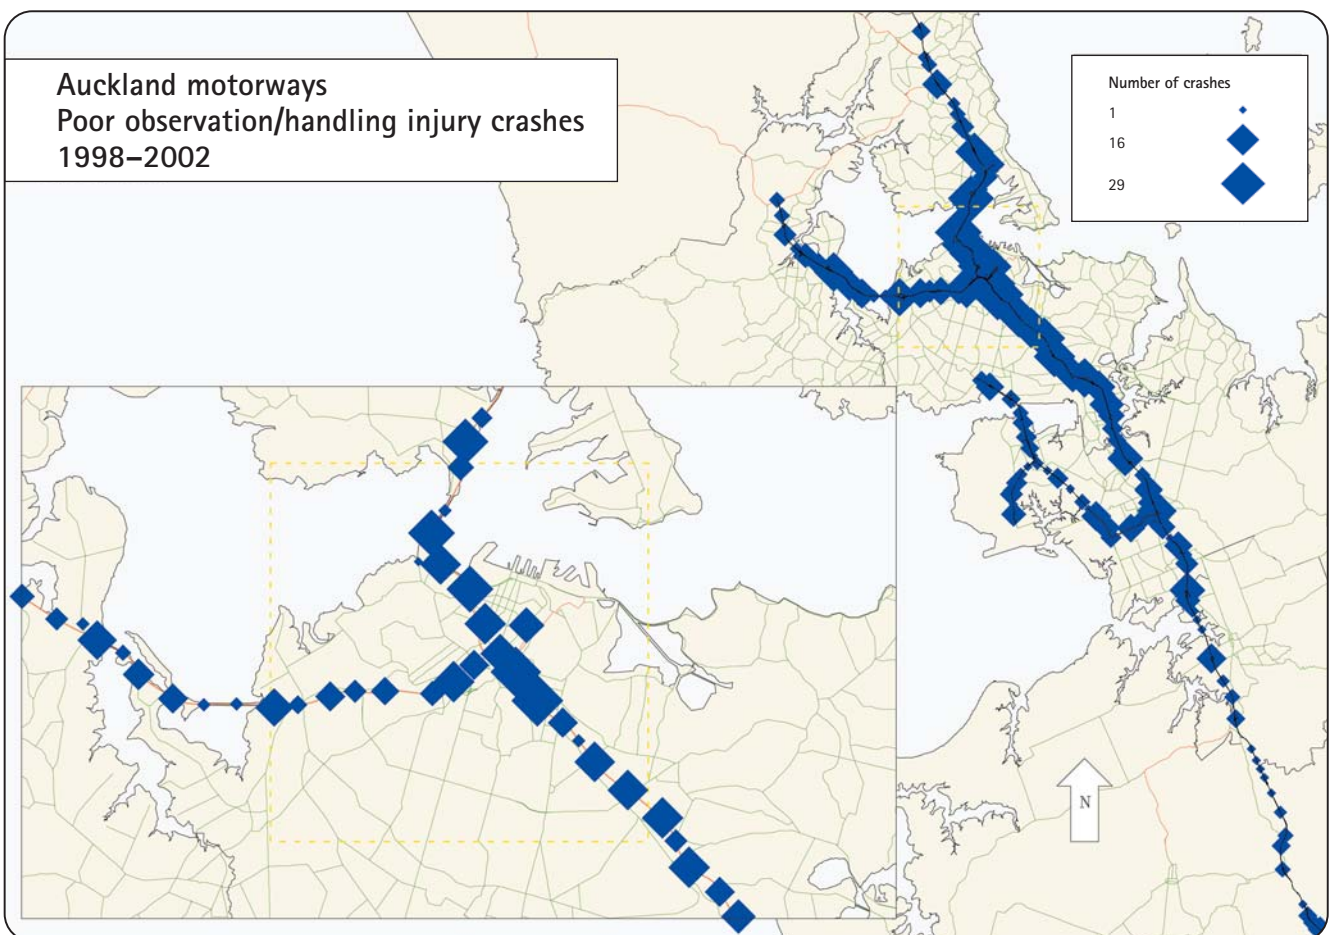 Auckland motorways
Poor observation/handling injury crashes
1998–2002
Number of crashes
1
16
29
N